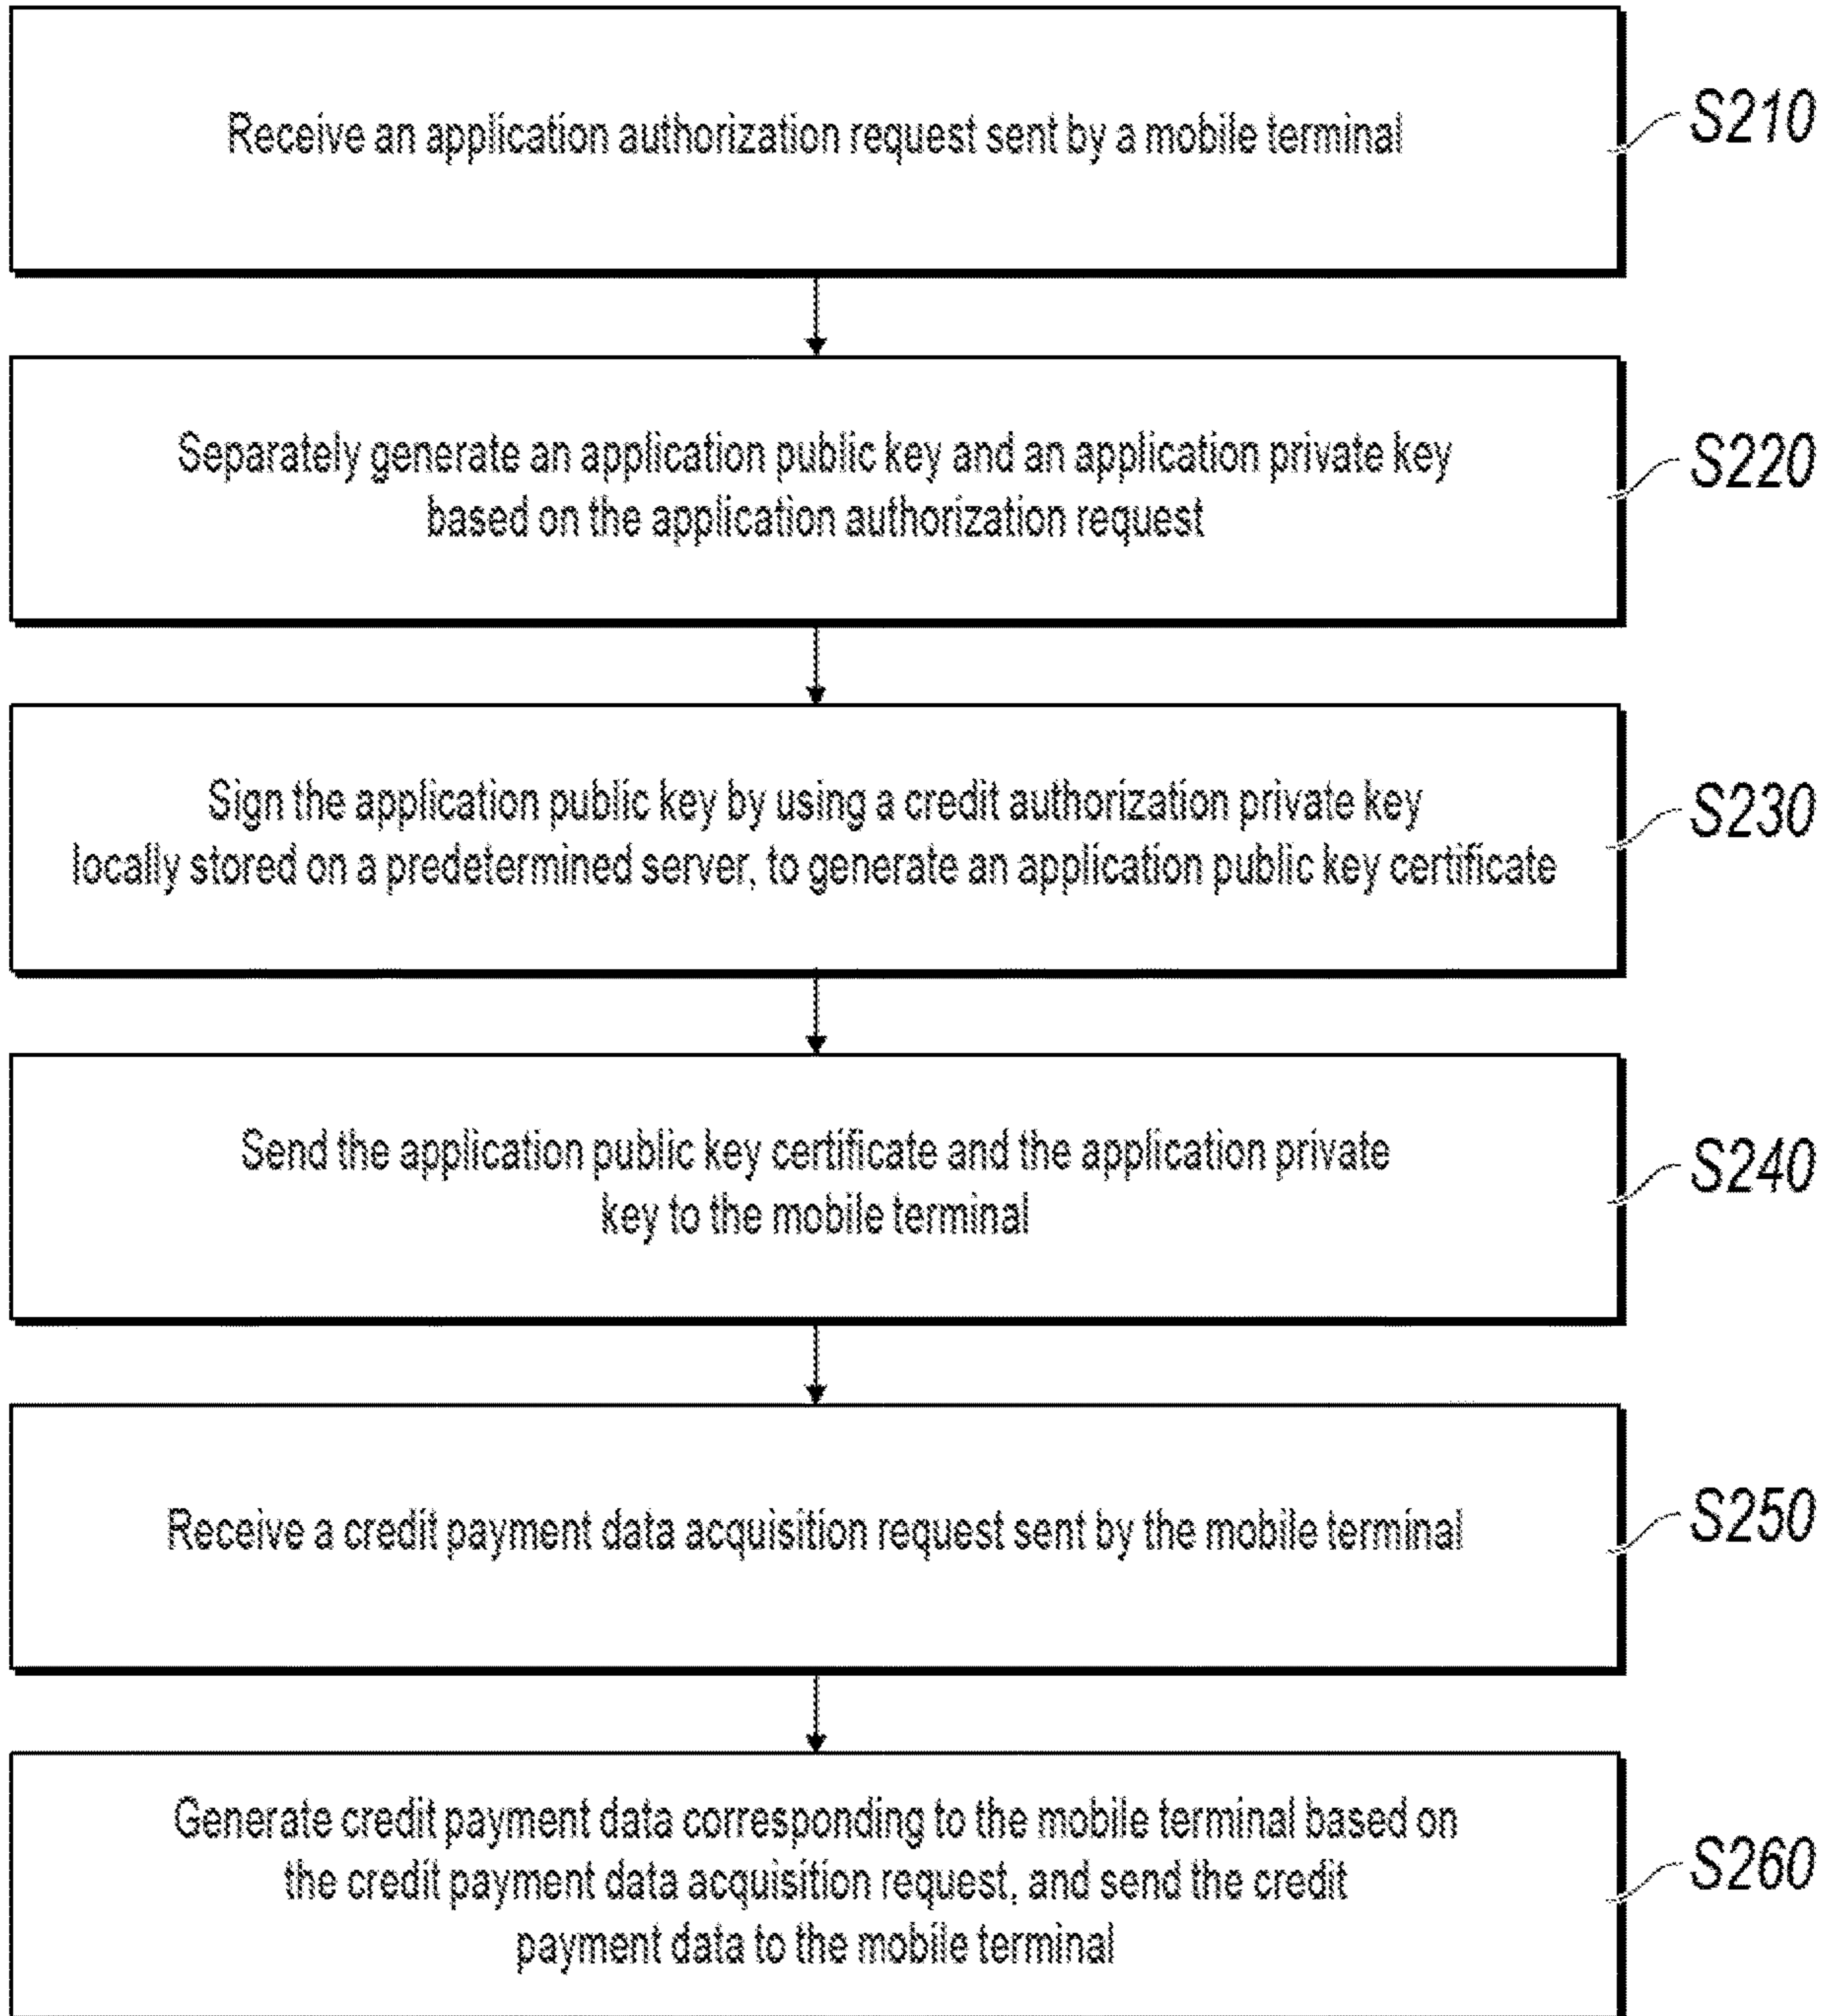 Receive an application authorization request sent by a mobile terminal
S210
Separately generate an application public key and an application private key
based on the application authorization request
S220
Sign the application public key by using a credit authorization private key
locally stored on a predetermined server, to generate an application public key certificate
S230
Send the application public key certificate and the application private
key to the mobile terminal
S240
Receive a credit payment data acquisition request sent by the mobile terminal
S250
Generate credit payment data corresponding to the mobile terminal based on
the credit payment data acquisition request, and send the credit
payment data to the mobile terminal
S260